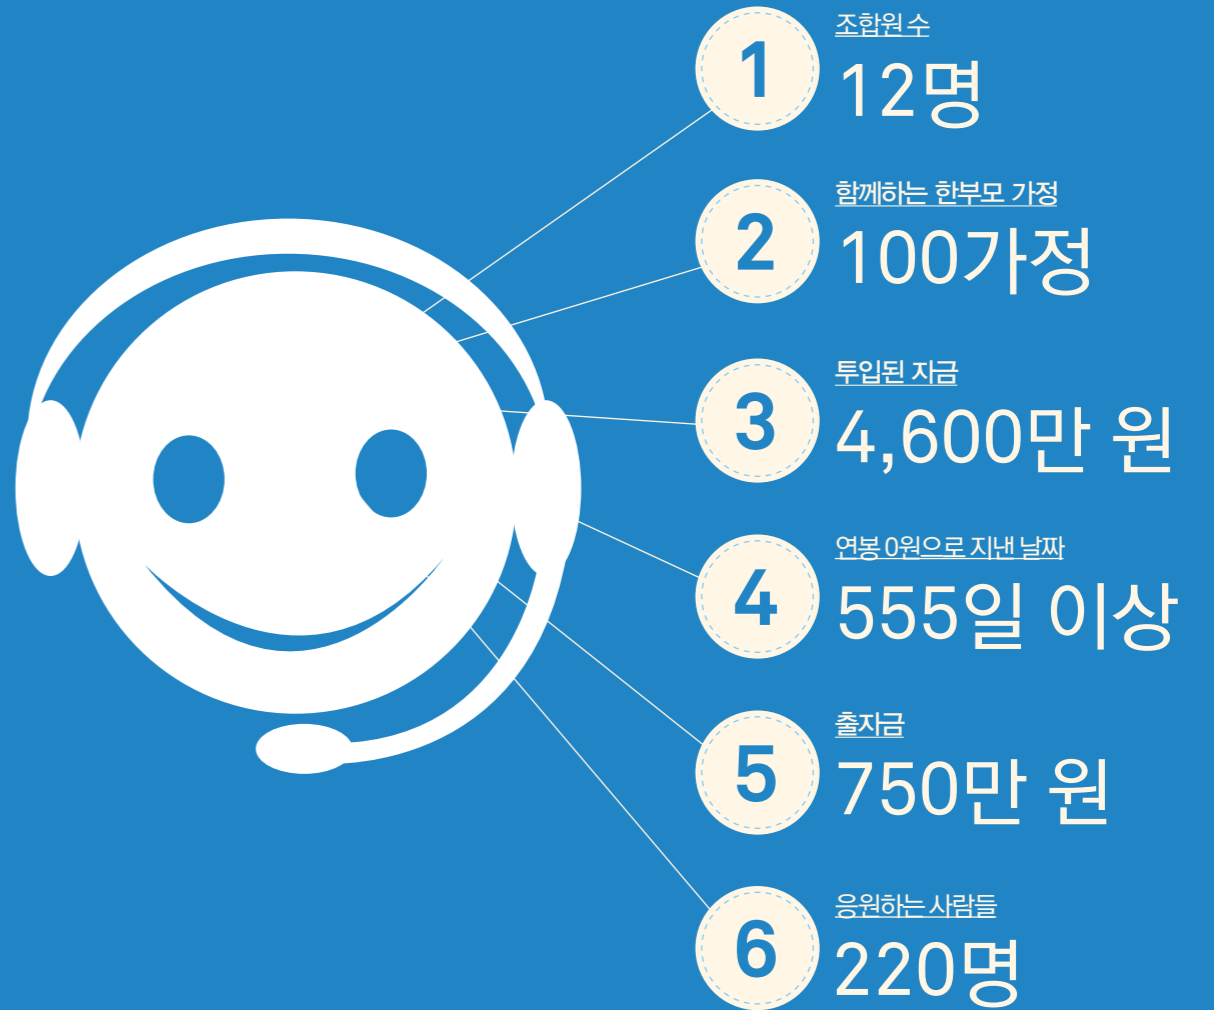 1
조합원 수
12명
2
함께하는 한부모 가정
100가정
3
투입된 자금
4,600만 원
4
연봉 0원으로 지낸 날짜
555일 이상
5
출자금
750만 원
6
응원하는 사람들
220명